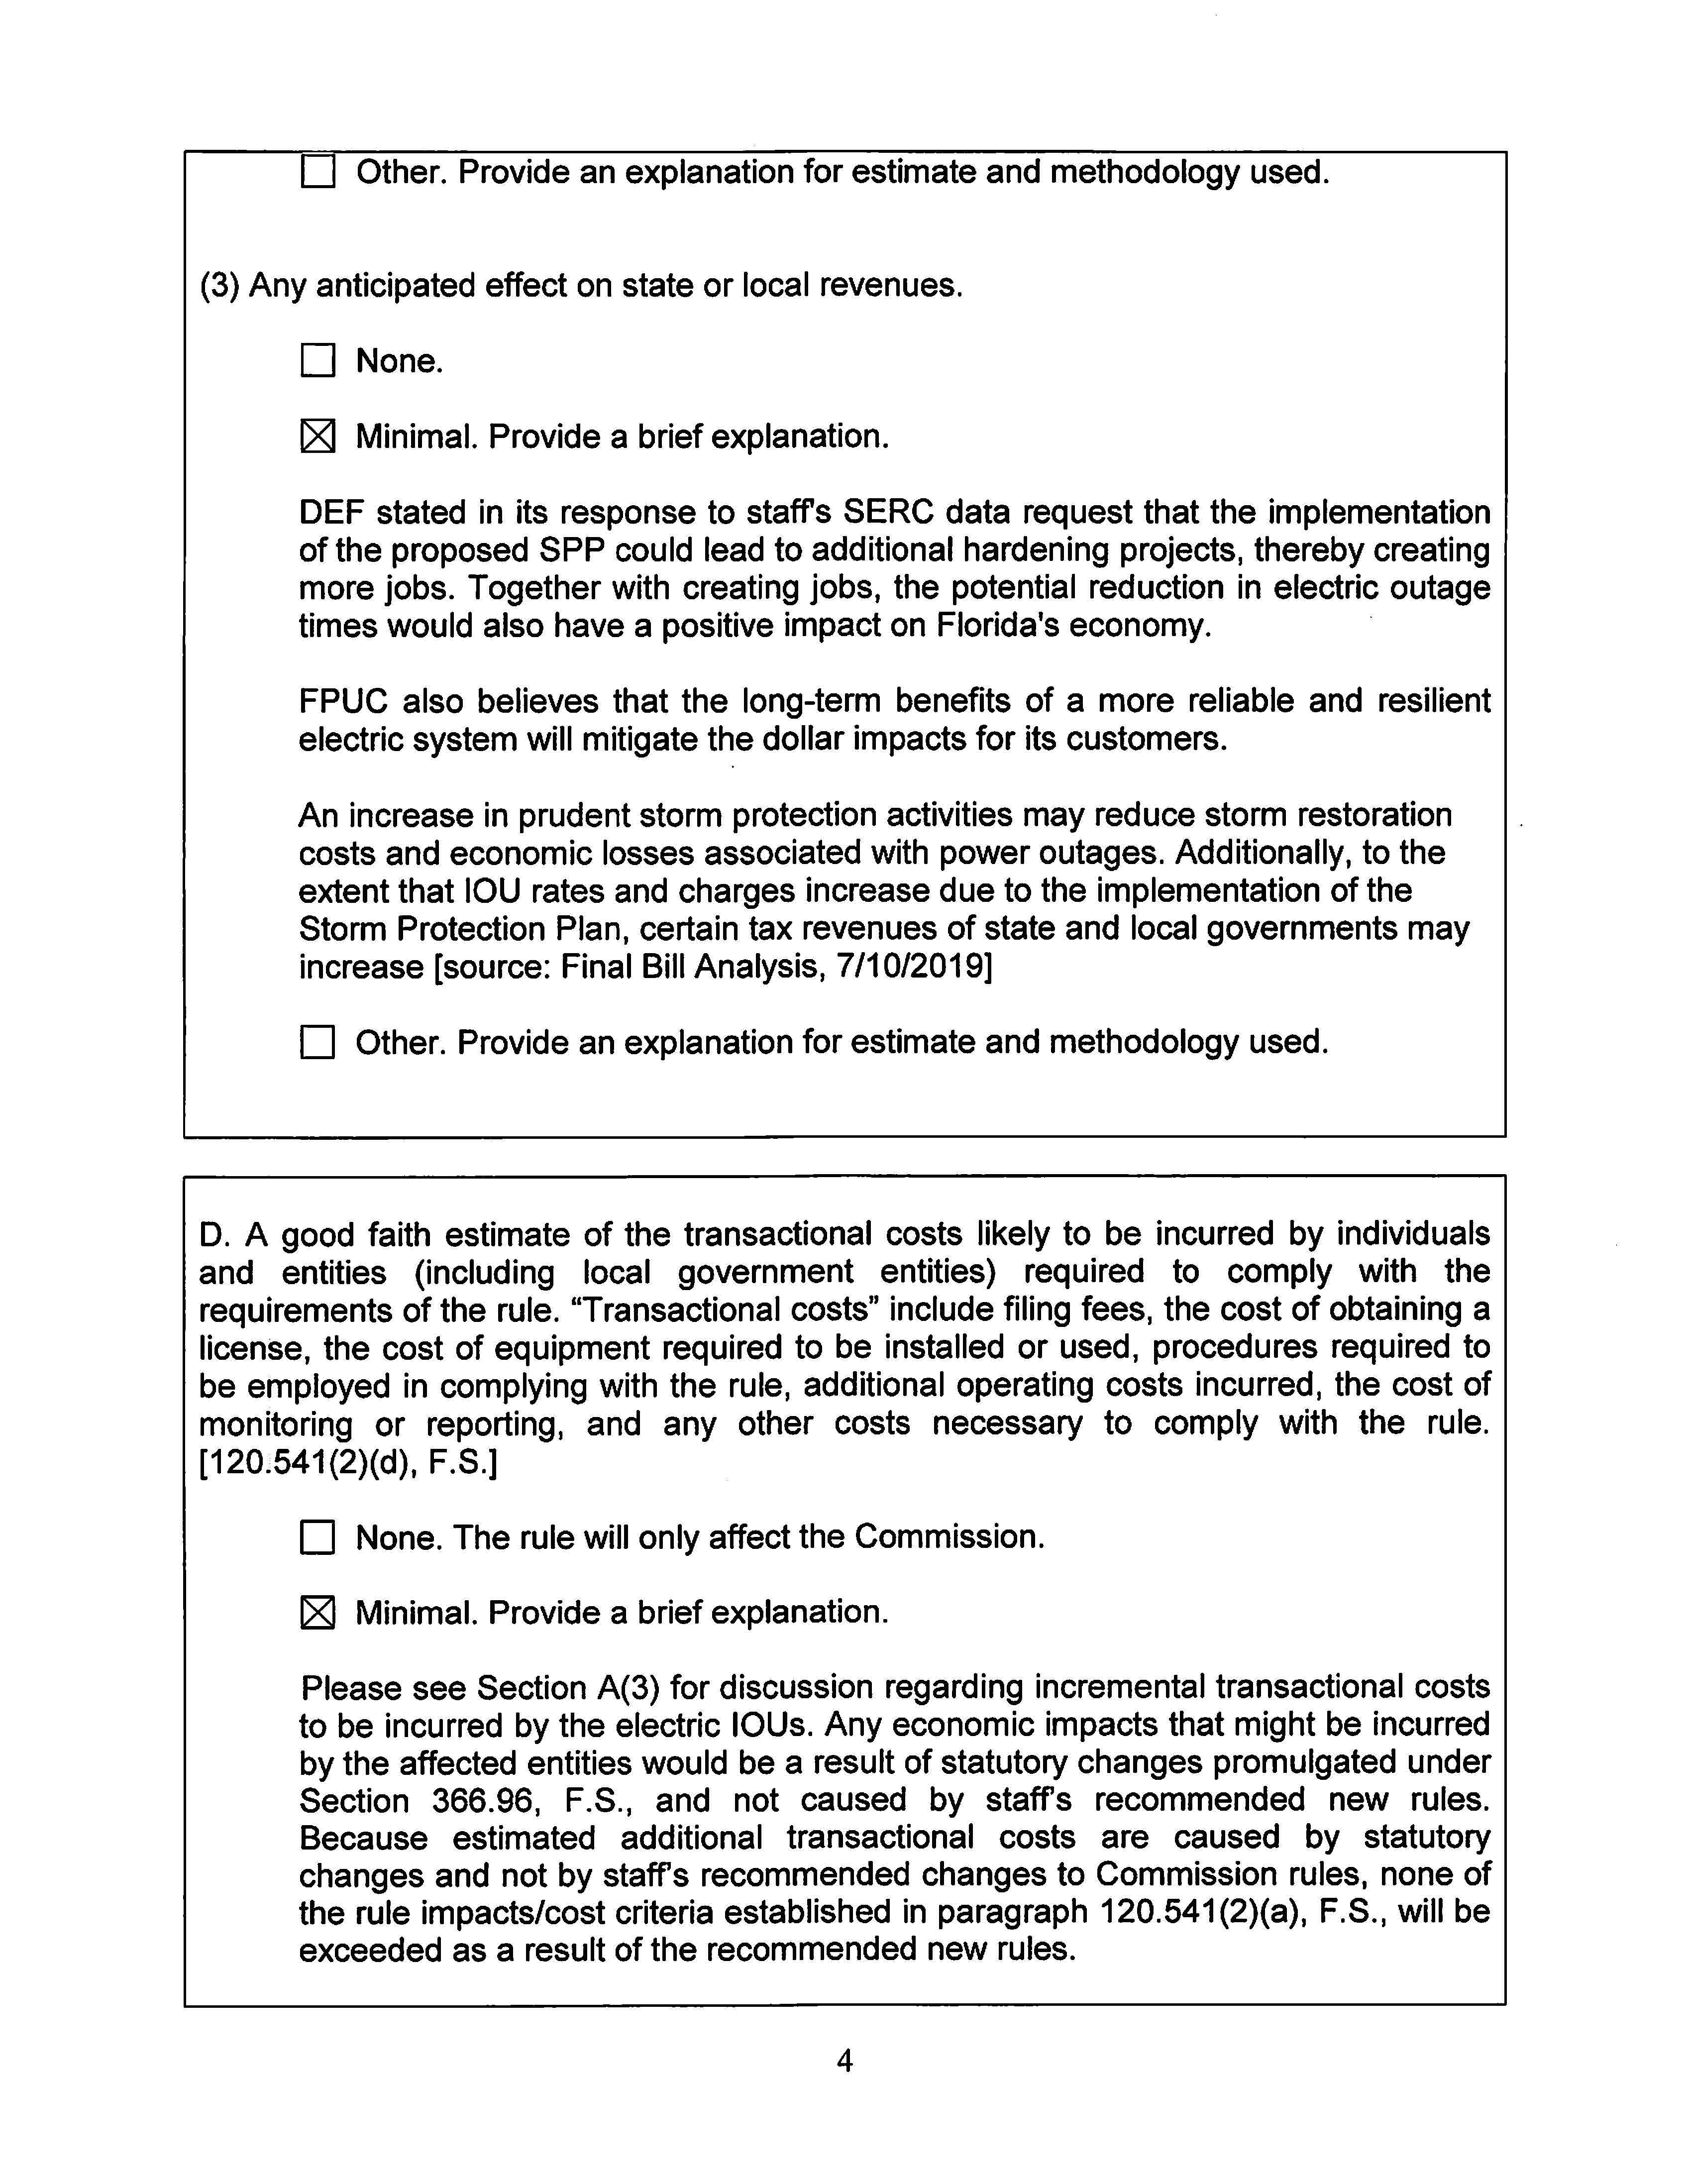 ☐ Other. Provide an explanation for estimate and methodology used.
(3) Any anticipated effect on state or local revenues.
☐ None.
☒ Minimal. Provide a brief explanation.
DEF stated in its response to staff's SERC data request that the implementation
of the proposed SPP could lead to additional hardening projects, thereby creating
more jobs. Together with creating jobs, the potential reduction in electric outage
times would also have a positive impact on Florida's economy.
FPUC also believes that the long-term benefits of a more reliable and resilient
electric system will mitigate the dollar impacts for its customers.
An increase in prudent storm protection activities may reduce storm restoration
costs and economic losses associated with power outages. Additionally, to the
extent that IOU rates and charges increase due to the implementation of the
Storm Protection Plan, certain tax revenues of state and local governments may
increase [source: Final Bill Analysis, 7/10/2019]
☐ Other. Provide an explanation for estimate and methodology used.
D. A good faith estimate of the transactional costs likely to be incurred by individuals
and entities (including local government entities) required to comply with the
requirements of the rule. “Transactional costs” include filing fees, the cost of obtaining a
license, the cost of equipment required to be installed or used, procedures required to
be employed in complying with the rule, additional operating costs incurred, the cost of
monitoring or reporting, and any other costs necessary to comply with the rule.
[120.541(2)(d), F.S.]
☐ None. The rule will only affect the Commission.
☒ Minimal. Provide a brief explanation.
Please see Section A(3) for discussion regarding incremental transactional costs
to be incurred by the electric IOUs. Any economic impacts that might be incurred
by the affected entities would be a result of statutory changes promulgated under
Section 366.96, F.S., and not caused by staff's recommended new rules.
Because estimated additional transactional costs are caused by statutory
changes and not by staff's recommended changes to Commission rules, none of
the rule impacts/cost criteria established in paragraph 120.541(2)(a), F.S., will be
exceeded as a result of the recommended new rules.
4